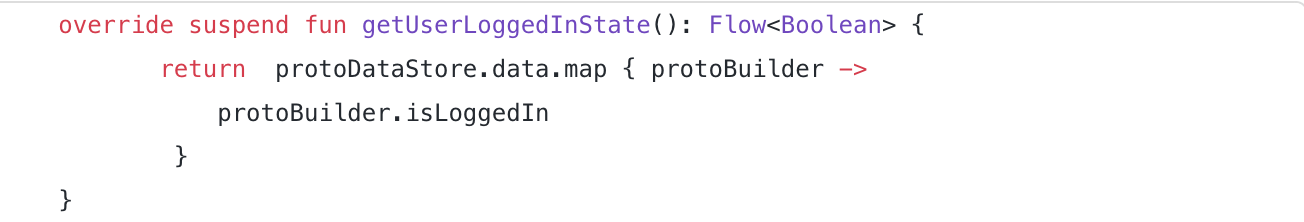 override suspend fun getUserLoggedInState(): Flow<Boolean> {
return  protoDataStore.data.map { protoBuilder ->
protoBuilder.isLoggedIn
}
}